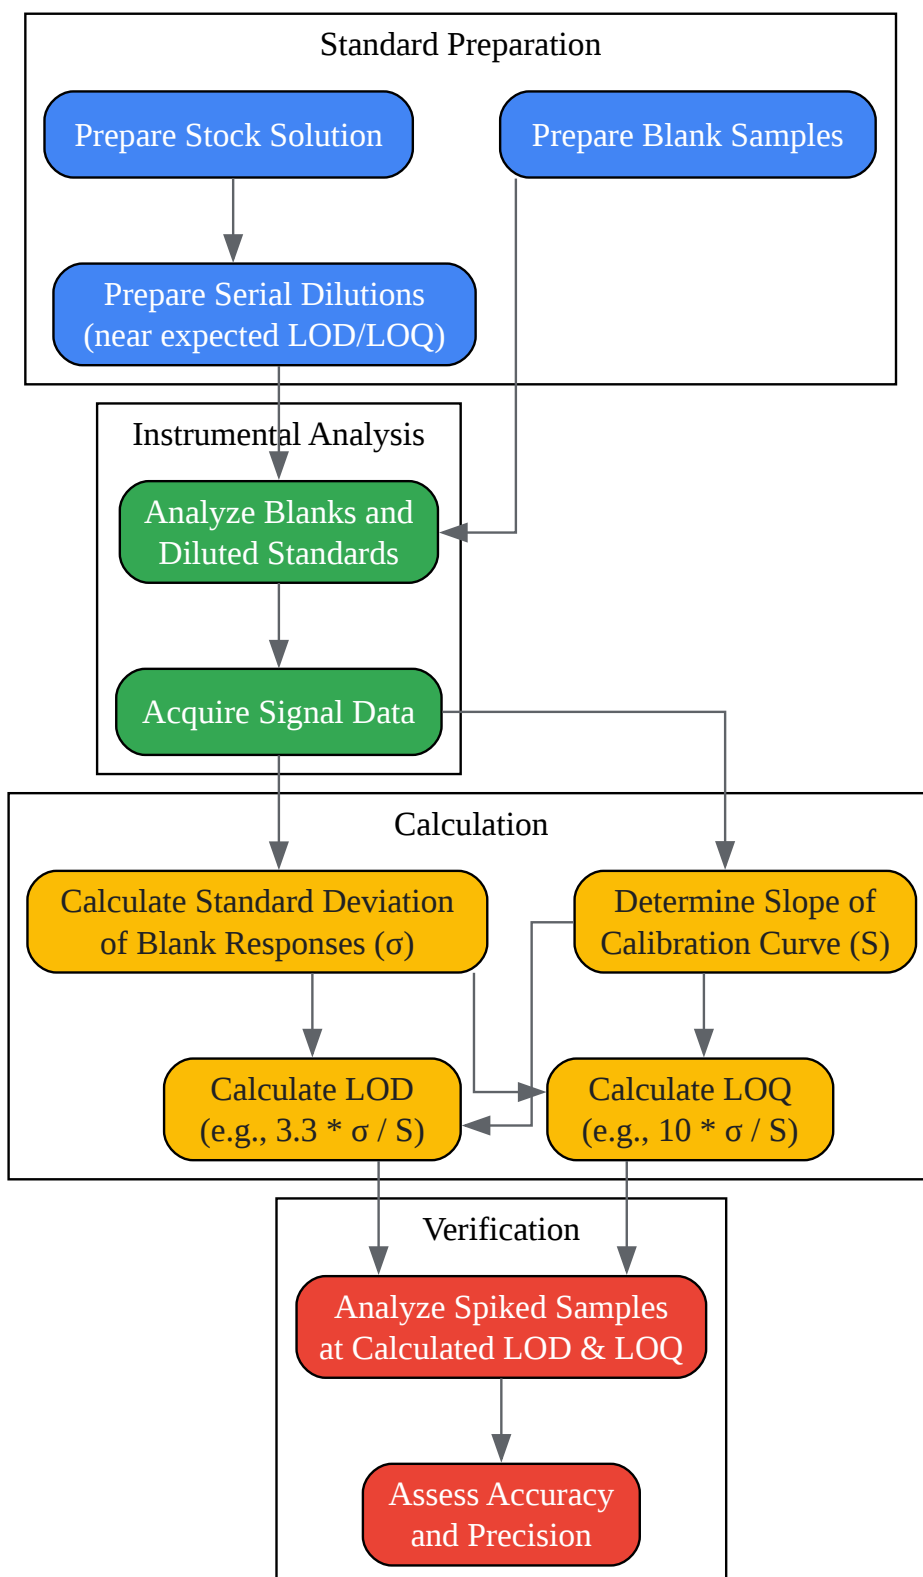 Standard Preparation
Prepare Stock Solution
Prepare Blank Samples
Prepare Serial Dilutions
(near expected LOD/LOQ)
Instrumental Analysis
Analyze Blanks and
Diluted Standards
Acquire Signal Data
Calculation
Calculate Standard Deviation
of Blank Responses (σ)
Determine Slope of
Calibration Curve (S)
Calculate LOD
(e.g., 3.3 * σ / S)
Calculate LOQ
(e.g., 10 * σ / S)
Verification
Analyze Spiked Samples
at Calculated LOD & LOQ
Assess Accuracy
and Precision